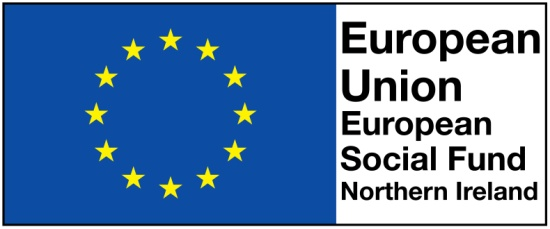 European
Union
European
Social Fund
Northern Ireland